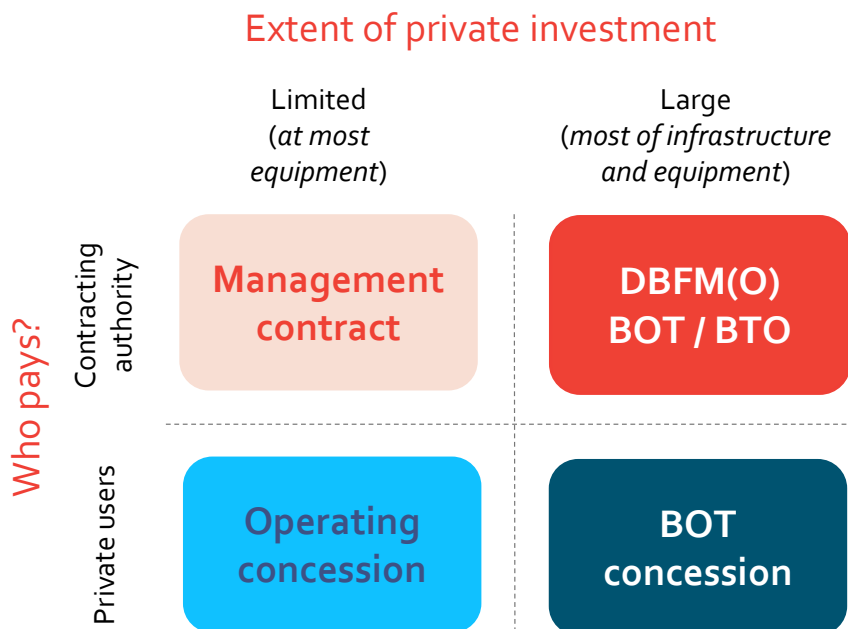 Extent of private investment
Limited
(at most
equipment)
Large
(most of infrastructure
and equipment)
Who pays?
Contracting
authority
Management
contract
DBFM(O)
BOT / BTO
Private users
Operating
concession
BOT
concession